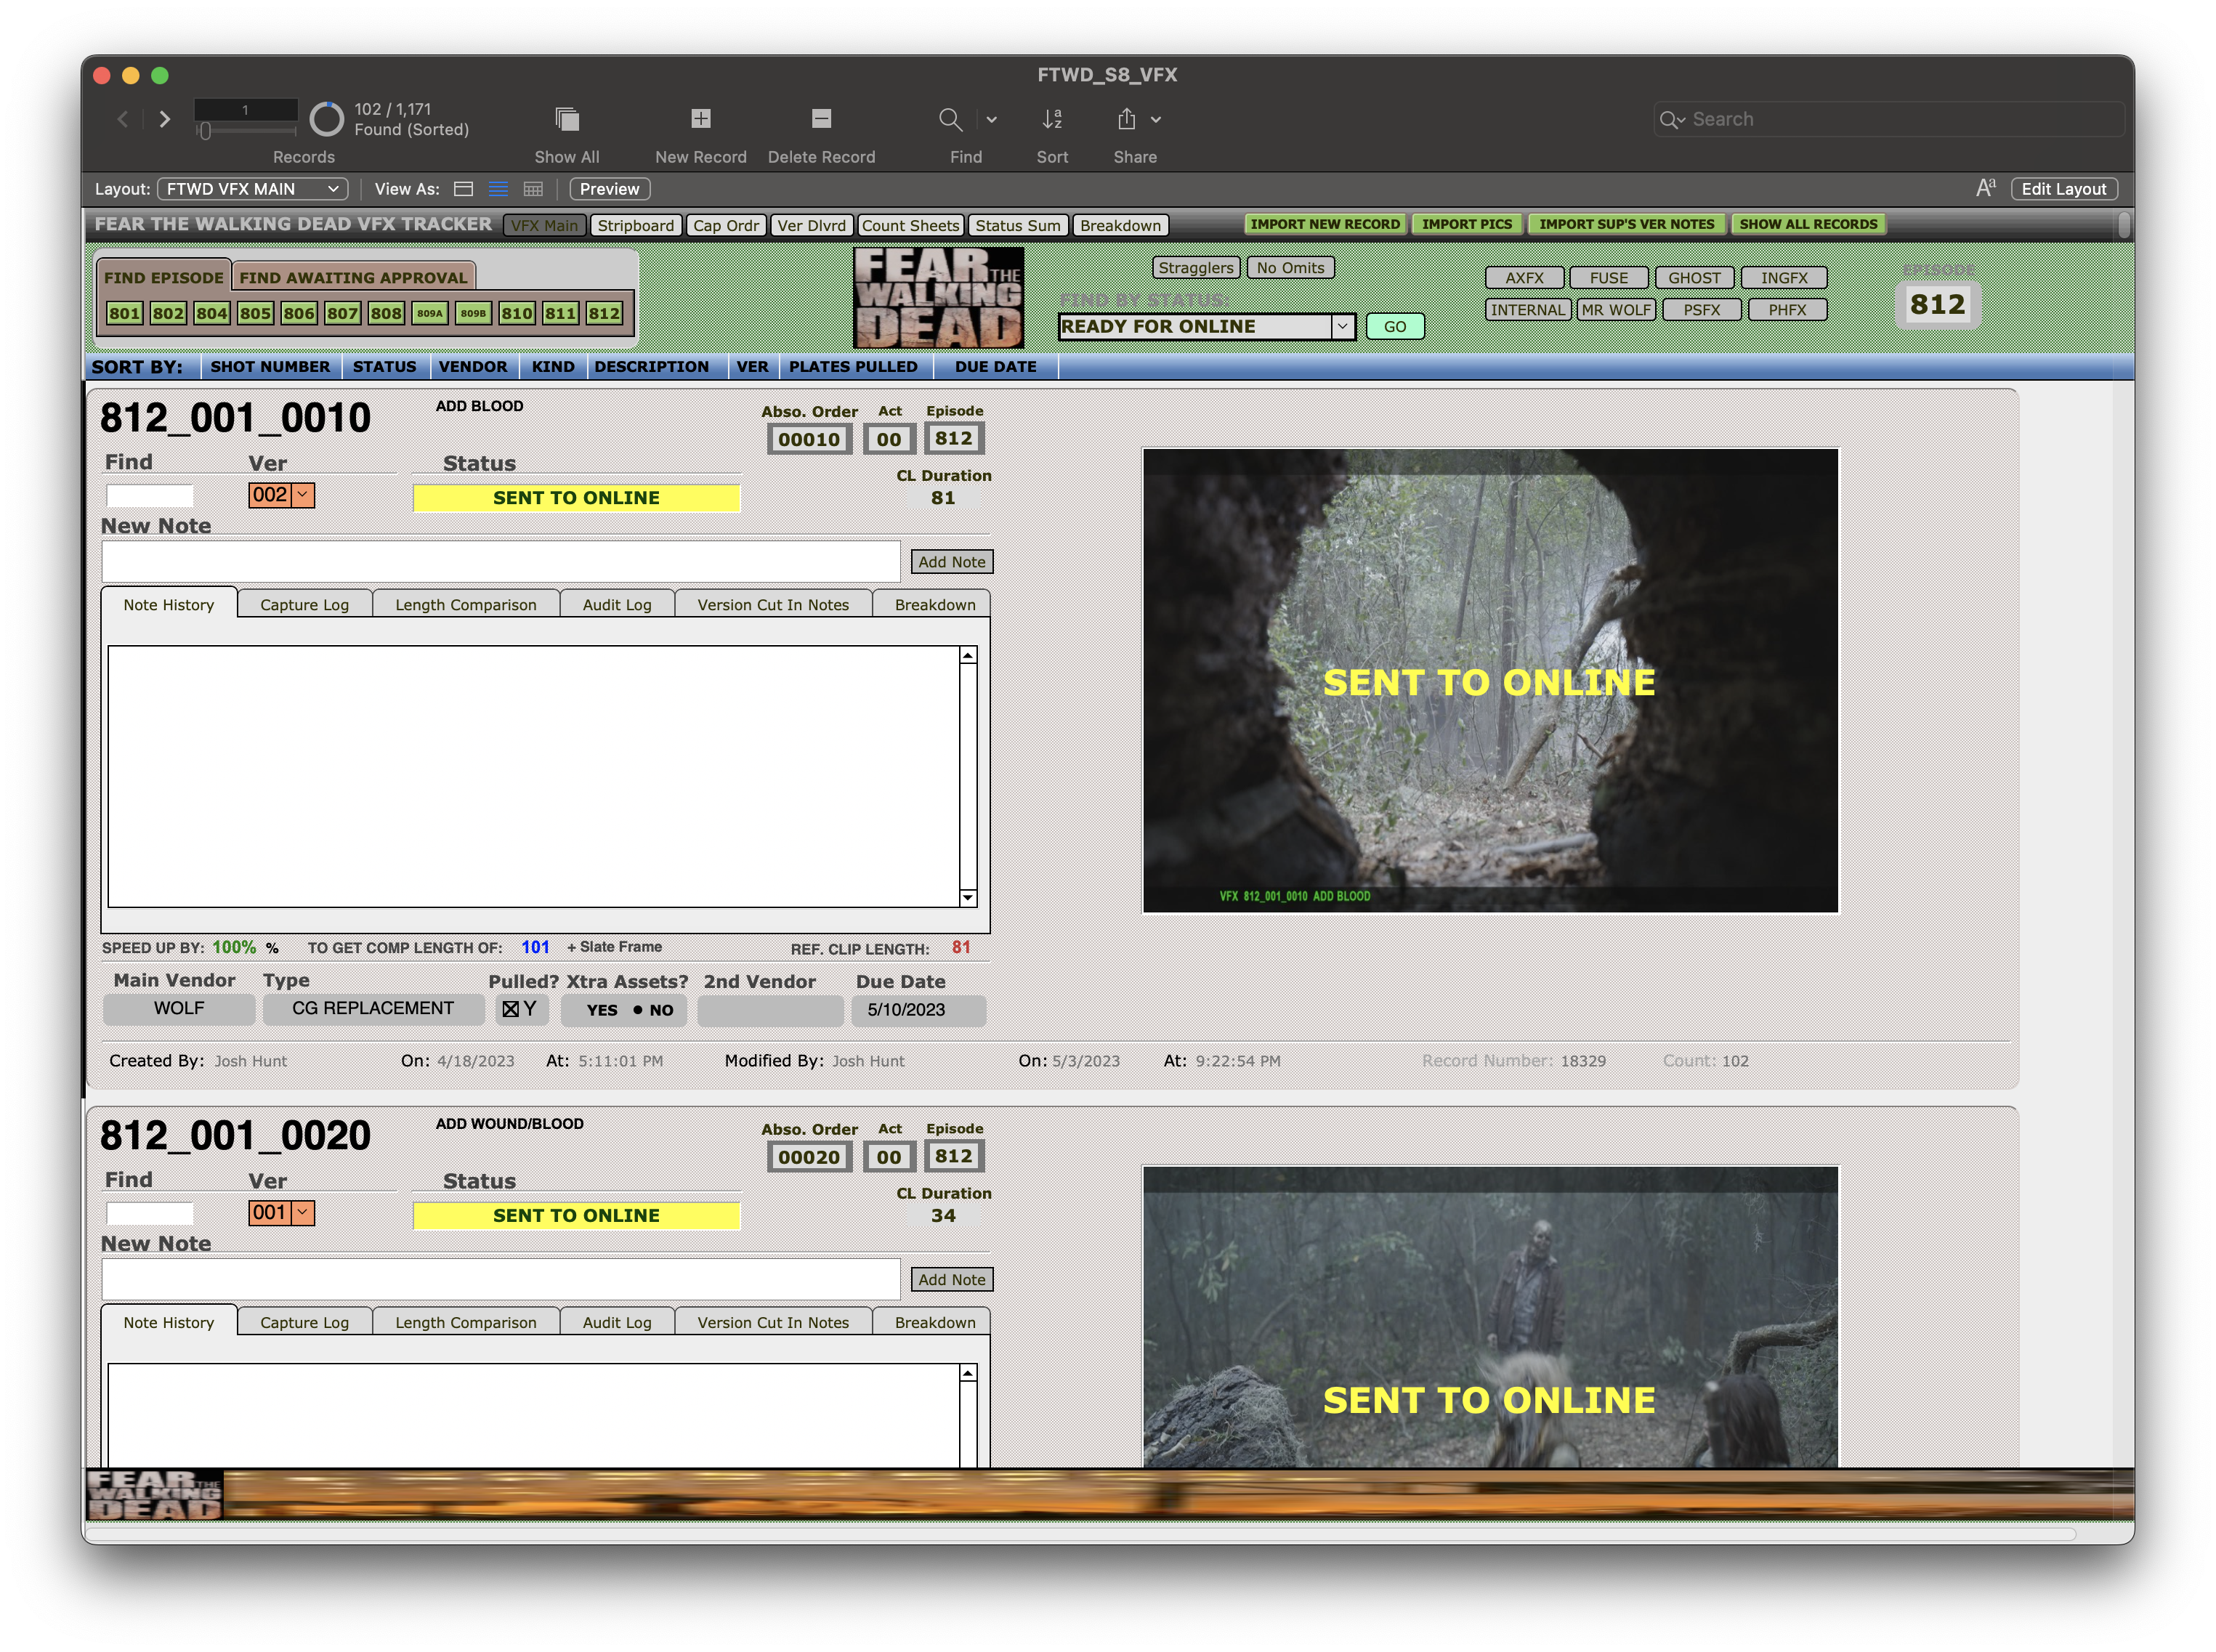 FTWD_S8_VFX
1
102 / 1,171
Found (Sorted)
Records
Show All
New Record
Delete Record
Find
Sort
Share
Search
Layout: FTWD VFX MAIN View As: Preview Aa Edit Layout
FEAR THE WALKING DEAD VFX TRACKER VFX Main Stripboard Cap Ordr Ver Dlvrd Count Sheets Status Sum Breakdown IMPORT NEW RECORD IMPORT PICS IMPORT SUP'S VER NOTES SHOW ALL RECORDS
FIND EPISODE FIND AWAITING APPROVAL
801 802 804 805 806 807 808 809A 809B 810 811 812
FEAR THE
WALKING
DEAD
Stragglers No Omits
FIND BY STATUS:
READY FOR ONLINE GO
AXFX FUSE GHOST INGFX
INTERNAL MR WOLF PSFX PHFX
EPISODE
812
SORT BY: SHOT NUMBER STATUS VENDOR KIND DESCRIPTION VER PLATES PULLED DUE DATE
812_001_0010 ADD BLOOD
Abso. Order Act Episode
00010 00 812
Find Ver Status
CL Duration
002 SENT TO ONLINE 81
New Note
Add Note
Note History Capture Log Length Comparison Audit Log Version Cut In Notes Breakdown
SENT TO ONLINE
VFX 812_001_0010 ADD BLOOD
SPEED UP BY: 100% % TO GET COMP LENGTH OF: 101 + Slate Frame REF. CLIP LENGTH: 81
Main Vendor Type Pulled? Xtra Assets? 2nd Vendor Due Date
WOLF CG REPLACEMENT Y YES NO 5/10/2023
Created By: Josh Hunt On: 4/18/2023 At: 5:11:01 PM Modified By: Josh Hunt On: 5/3/2023 At: 9:22:54 PM Record Number: 18329 Count: 102
812_001_0020 ADD WOUND/BLOOD
Abso. Order Act Episode
00020 00 812
Find Ver Status
CL Duration
001 SENT TO ONLINE 34
New Note
Add Note
Note History Capture Log Length Comparison Audit Log Version Cut In Notes Breakdown
SENT TO ONLINE
FEAR THE
WALKING
DEAD